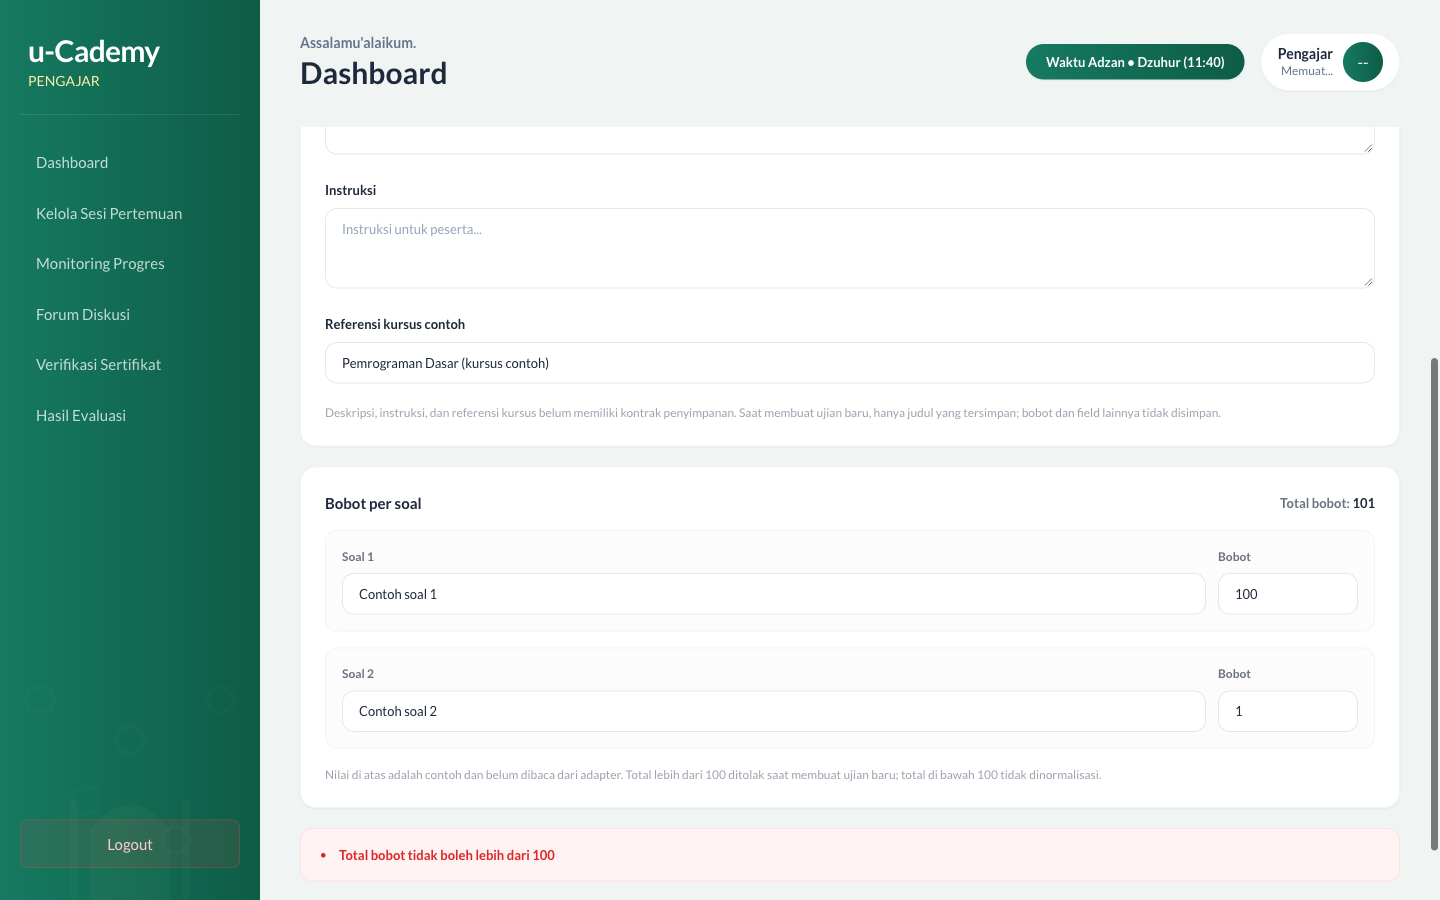 u-Cademy
PENGAJAR
Dashboard
Kelola Sesi Pertemuan
Monitoring Progres
Forum Diskusi
Verifikasi Sertifikat
Hasil Evaluasi
Logout
Assalamu'alaikum.
Dashboard
Waktu Adzan • Dzuhur (11:40)
Pengajar
Memuat...
--
Instruksi
Instruksi untuk peserta...
Referensi kursus contoh
Pemrograman Dasar (kursus contoh)
Deskripsi, instruksi, dan referensi kursus belum memiliki kontrak penyimpanan. Saat membuat ujian baru, hanya judul yang tersimpan; bobot dan field lainnya tidak disimpan.
Bobot per soal
Total bobot: 101
Soal 1
Bobot
Contoh soal 1
100
Soal 2
Bobot
Contoh soal 2
1
Nilai di atas adalah contoh dan belum dibaca dari adapter. Total lebih dari 100 ditolak saat membuat ujian baru; total di bawah 100 tidak dinormalisasi.
• Total bobot tidak boleh lebih dari 100